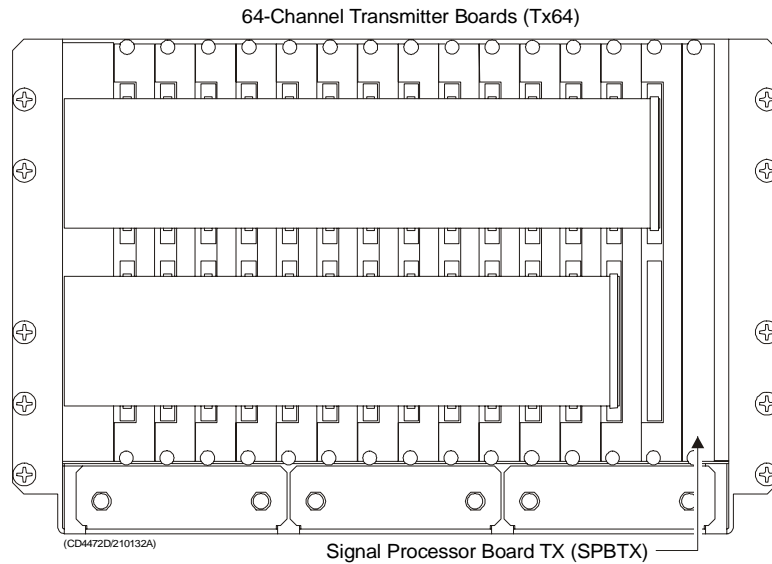 64-Channel Transmitter Boards (Tx64)
(CD4472D/210132A)
Signal Processor Board TX (SPBTX)